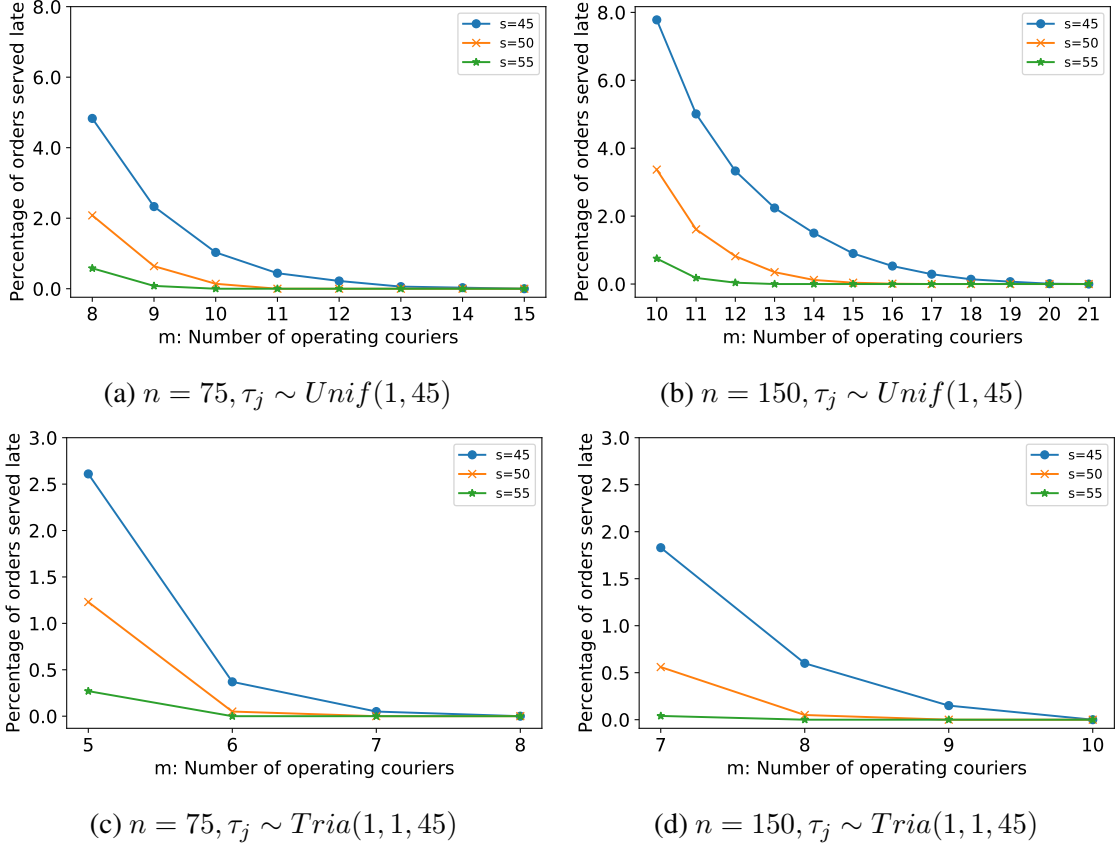 Percentage of orders served late
8.0
6.0
4.0
2.0
0.0
s=45
s=50
s=55
8 9 10 11 12 13 14 15
m: Number of operating couriers
(a) n = 75, τj ∼ Unif(1, 45)
Percentage of orders served late
8.0
6.0
4.0
2.0
0.0
s=45
s=50
s=55
10 11 12 13 14 15 16 17 18 19 20 21
m: Number of operating couriers
(b) n = 150, τj ∼ Unif(1, 45)
Percentage of orders served late
3.0
2.5
2.0
1.5
1.0
0.5
0.0
s=45
s=50
s=55
5 6 7 8
m: Number of operating couriers
(c) n = 75, τj ∼ Tria(1, 1, 45)
Percentage of orders served late
3.0
2.5
2.0
1.5
1.0
0.5
0.0
s=45
s=50
s=55
7 8 9 10
m: Number of operating couriers
(d) n = 150, τj ∼ Tria(1, 1, 45)